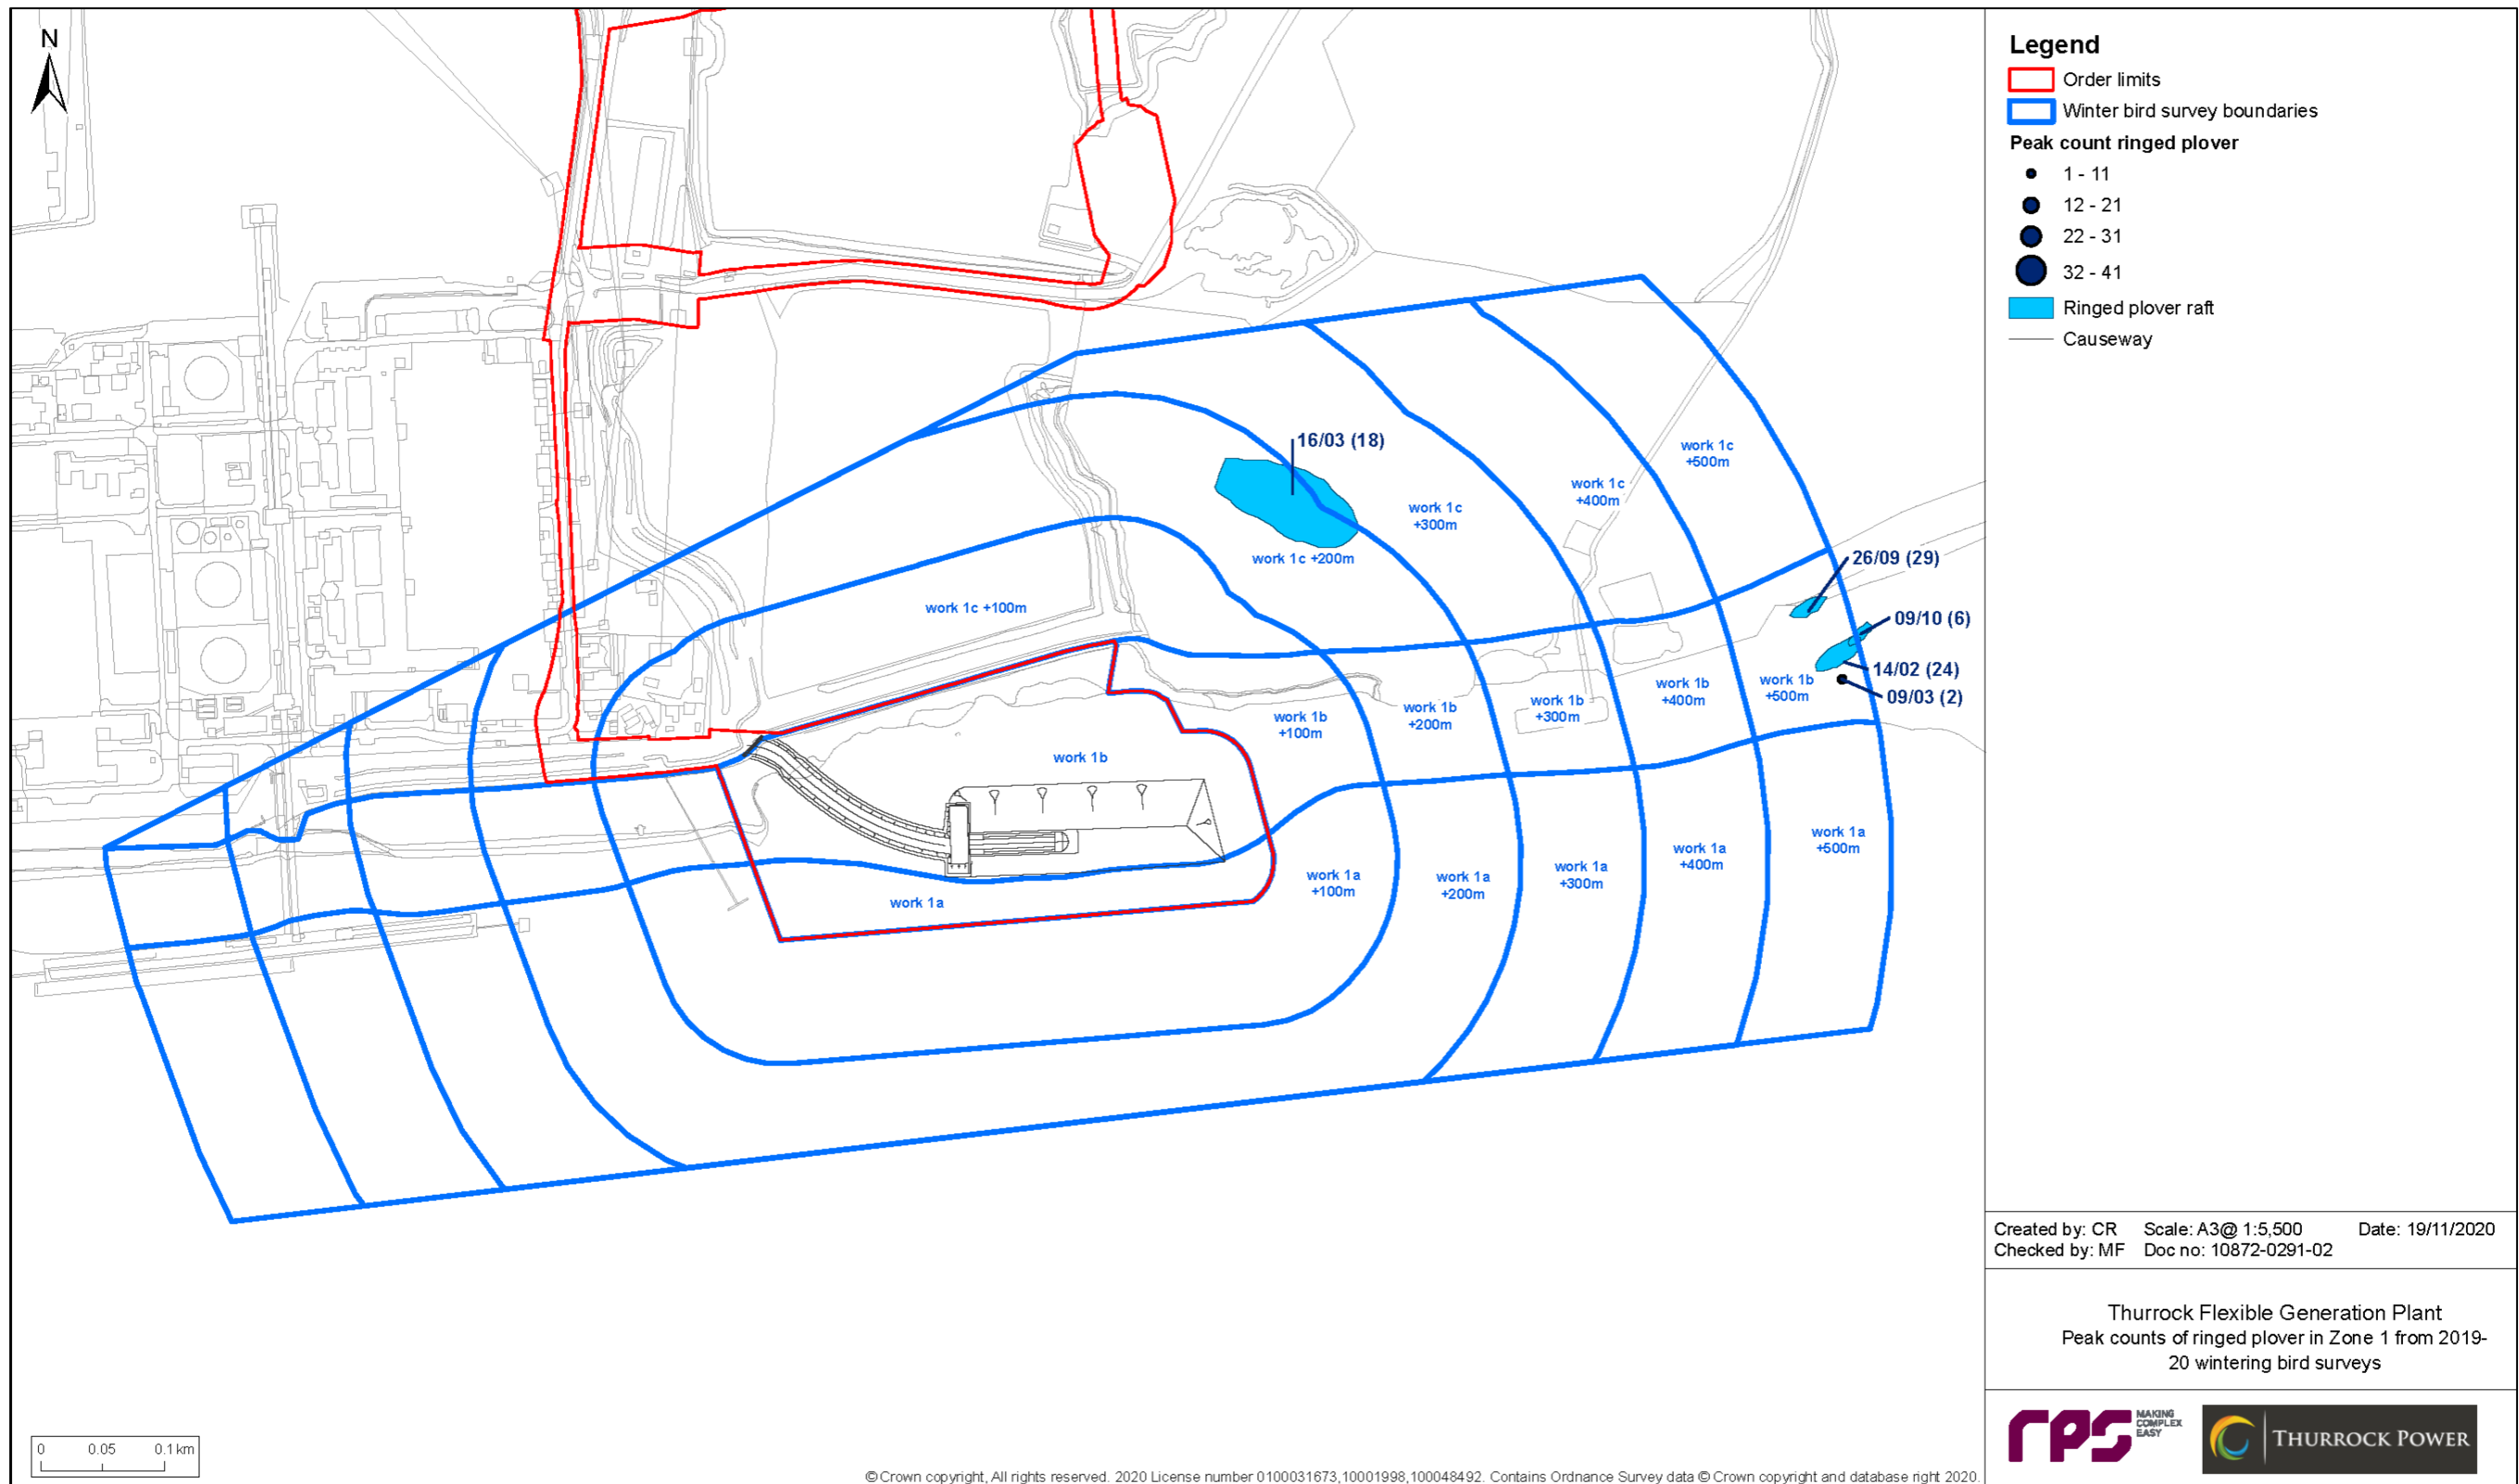 N
16/03 (18)
work 1c
+500m
work 1c
+400m
work 1c
+300m
work 1c +200m
26/09 (29)
work 1c +100m
09/10 (6)
14/02 (24)
09/03 (2)
work 1b
+500m
work 1b
+400m
work 1b
+300m
work 1b
+200m
work 1b
+100m
work 1b
work 1a
+500m
work 1a
+400m
work 1a
+300m
work 1a
+200m
work 1a
+100m
work 1a
0 0.05 0.1 km
© Crown copyright, All rights reserved. 2020 License number 0100031673,10001998,100048492. Contains Ordnance Survey data © Crown copyright and database right 2020.
Legend
Order limits
Winter bird survey boundaries
Peak count ringed plover
1 - 11
12 - 21
22 - 31
32 - 41
Ringed plover raft
Causeway
Created by: CR Scale: A3@ 1:5,500 Date: 19/11/2020
Checked by: MF Doc no: 10872-0291-02
Thurrock Flexible Generation Plant
Peak counts of ringed plover in Zone 1 from 2019-
20 wintering bird surveys
rps MAKING
COMPLEX
EASY
THURROCK POWER